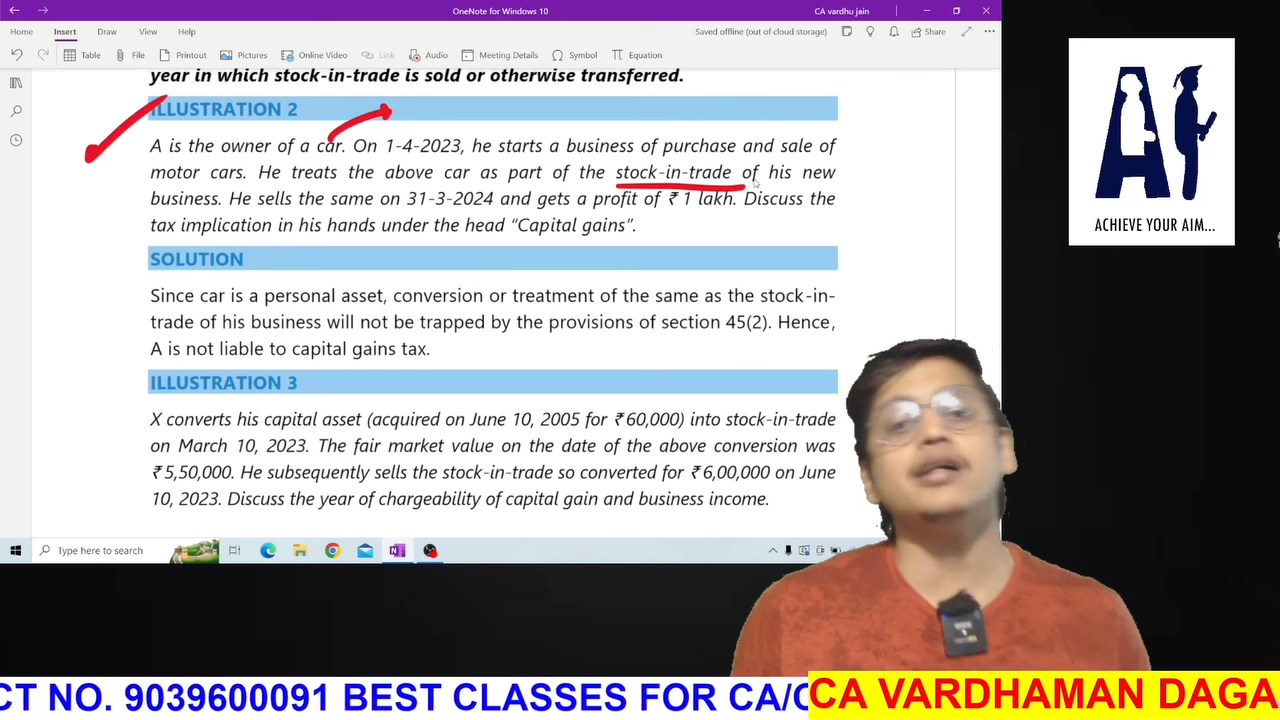 OneNote for Windows 10
CA vardhu jain
Home Insert Draw View Help
Saved offline (out of cloud storage)
Share
Table File Printout Pictures Online Video Link Audio Meeting Details Symbol Equation
year in which stock-in-trade is sold or otherwise transferred.
ILLUSTRATION 2
A is the owner of a car. On 1-4-2023, he starts a business of purchase and sale of
motor cars. He treats the above car as part of the stock-in-trade of his new
business. He sells the same on 31-3-2024 and gets a profit of ₹ 1 lakh. Discuss the
tax implication in his hands under the head “Capital gains”.
SOLUTION
Since car is a personal asset, conversion or treatment of the same as the stock-in-
trade of his business will not be trapped by the provisions of section 45(2). Hence,
A is not liable to capital gains tax.
ILLUSTRATION 3
X converts his capital asset (acquired on June 10, 2005 for ₹ 60,000) into stock-in-trade
on March 10, 2023. The fair market value on the date of the above conversion was
₹ 5,50,000. He subsequently sells the stock-in-trade so converted for ₹ 6,00,000 on June
10, 2023. Discuss the year of chargeability of capital gain and business income.
Type here to search
AI
ACHIEVE YOUR AIM...
CT NO. 9039600091 BEST CLASSES FOR CA/
CA VARDHAMAN DAGA